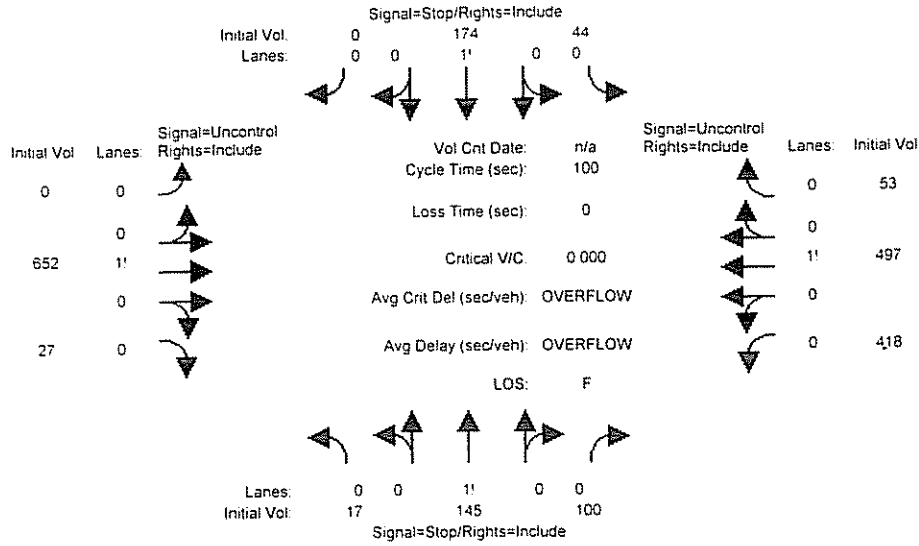 Signal=Stop/Rights=Include
Initial Vol. 0 174 44
Lanes: 0 0 1! 0 0
Signal=Uncontrol
Rights=Include
Initial Vol Lanes:
0 0
0
652 1!
0
27 0
Vol Cnt Date: n/a
Cycle Time (sec): 100
Loss Time (sec): 0
Critical V/C. 0 000
Avg Crit Del (sec/veh): OVERFLOW
Avg Delay (sec/veh): OVERFLOW
LOS: F
Signal=Uncontrol
Rights=Include
Lanes: Initial Vol
0 53
0
1! 497
0
0 418
Lanes: 0 0 1! 0 0
Initial Vol: 17 145 100
Signal=Stop/Rights=Include